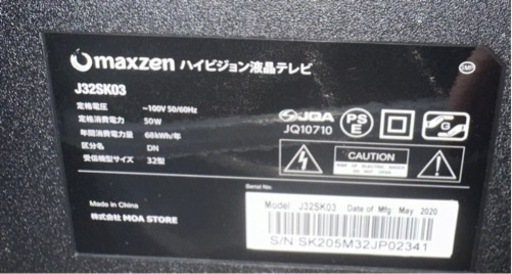 maxzen ハイビジョン液晶テレビ
J32SK03
定格電圧 ~100V 50/60Hz
定格消費電力 50W
年間消費電力量 68kWh/年
区分名 DN
受信機型サイズ 32型
JQA
JQ10710
PS
E
CAUTION
Made in China
株式会社 MOA STORE
Serial No:
Model J32SK03 Date of Mfg May 2020
S/N SK205M32JP02341